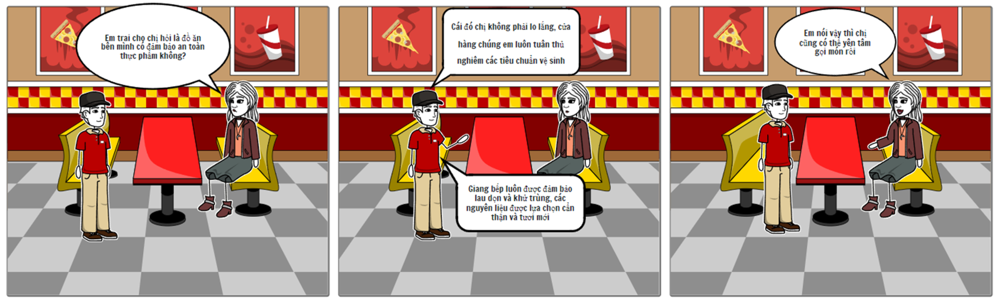 Em trai cho chị hỏi là đồ ăn
bên mình có đảm bảo an toàn
thực phẩm không?
Cái đó chị không phải lo lắng, cửa
hàng chúng em luôn tuân thủ
nghiêm các tiêu chuẩn vệ sinh
Giang bếp luôn được đảm bảo
lau dọn và khử trùng, các
nguyên liệu được lựa chọn cẩn
thận và tươi mới
Em nói vậy thì chị
cũng có thể yên tâm
gọi món rồi